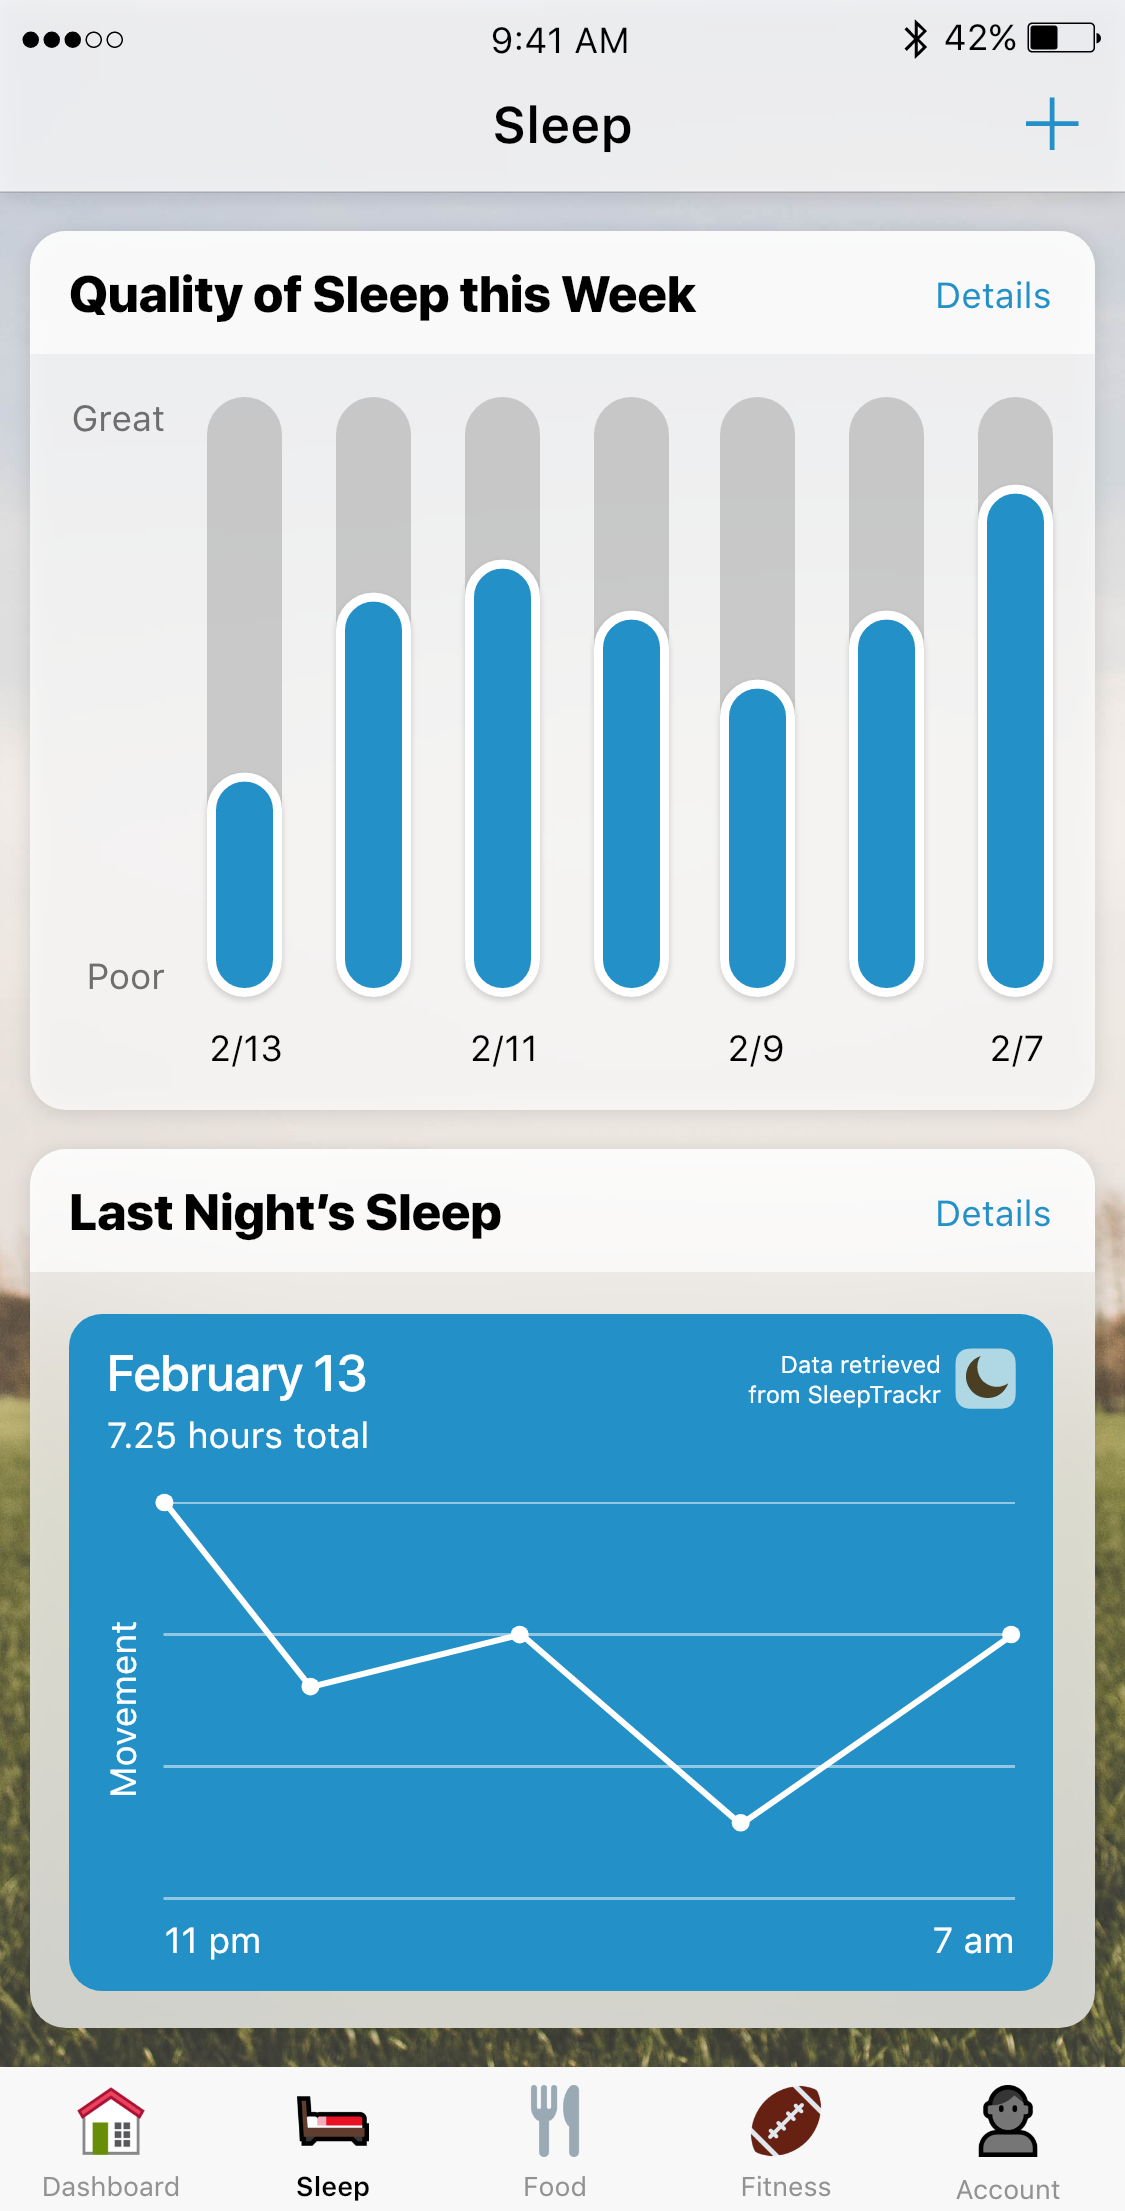 9:41 AM
42%
Sleep
Quality of Sleep this Week
Details
Great
Poor
2/13
2/11
2/9
2/7
Last Night’s Sleep
Details
February 13
7.25 hours total
Data retrieved
from SleepTrackr
Movement
11 pm
7 am
Dashboard
Sleep
Food
Fitness
Account